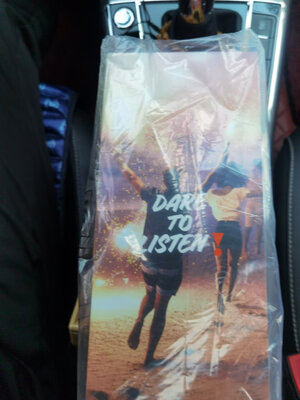 DARE
TO
LISTEN